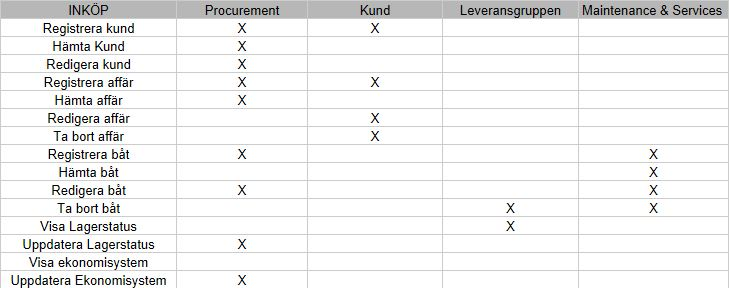 INKÖP Procurement Kund Leveransgruppen Maintenance & Services
Registrera kund X X
Hämta Kund X
Redigera kund X
Registrera affär X X
Hämta affär X
Redigera affär X
Ta bort affär X
Registrera båt X X
Hämta båt X
Redigera båt X X
Ta bort båt X X
Visa Lagerstatus X
Uppdatera Lagerstatus X
Visa ekonomisystem
Uppdatera Ekonomisystem X